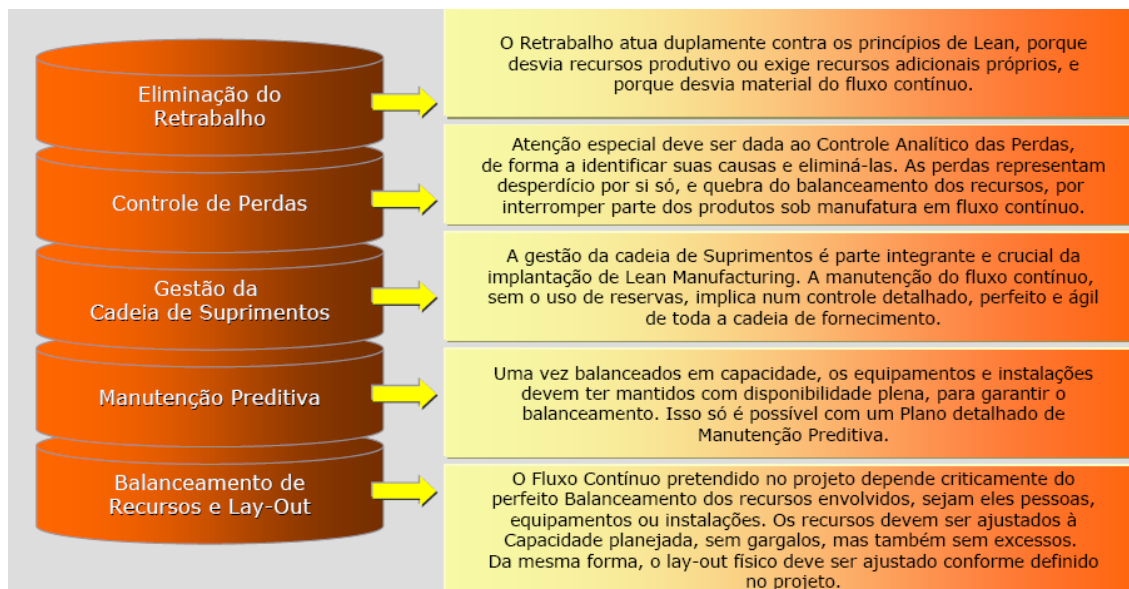 Eliminação do
Retrabalho
O Retrabalho atua duplamente contra os princípios de Lean, porque
desvia recursos produtivo ou exige recursos adicionais próprios, e
porque desvia material do fluxo contínuo.
Controle de Perdas
Atenção especial deve ser dada ao Controle Analítico das Perdas,
de forma a identificar suas causas e eliminá-las. As perdas representam
desperdício por si só, e quebra do balanceamento dos recursos, por
interromper parte dos produtos sob manufatura em fluxo contínuo.
Gestão da
Cadeia de Suprimentos
A gestão da cadeia de Suprimentos é parte integrante e crucial da
implantação de Lean Manufacturing. A manutenção do fluxo contínuo,
sem o uso de reservas, implica num controle detalhado, perfeito e ágil
de toda a cadeia de fornecimento.
Manutenção Preditiva
Uma vez balanceados em capacidade, os equipamentos e instalações
devem ter mantidos com disponibilidade plena, para garantir o
balanceamento. Isso só é possível com um Plano detalhado de
Manutenção Preditiva.
Balanceamento de
Recursos e Lay-Out
O Fluxo Contínuo pretendido no projeto depende criticamente do
perfeito Balanceamento dos recursos envolvidos, sejam eles pessoas,
equipamentos ou instalações. Os recursos devem ser ajustados à
Capacidade planejada, sem gargalos, mas também sem excessos.
Da mesma forma, o lay-out físico deve ser ajustado conforme definido
no projeto.